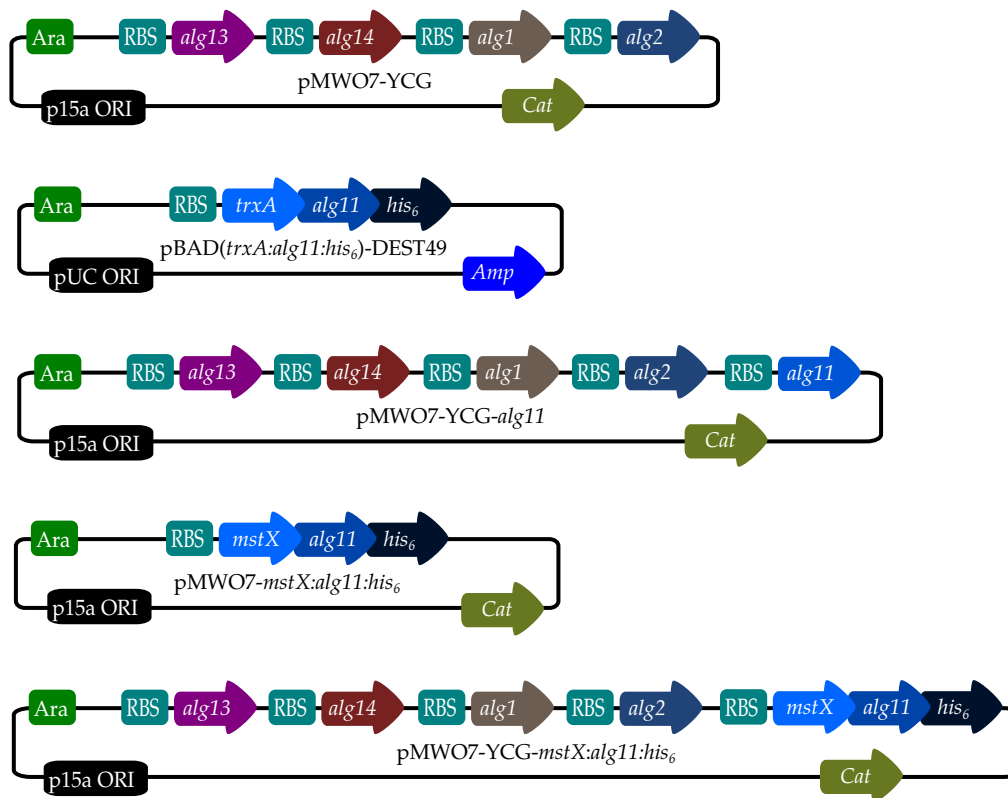 Ara RBS alg13 RBS alg14 RBS alg1 RBS alg2
pMWO7-YCG
p15a ORI Cat
Ara RBS trxA alg11 his₆
pBAD(trxA:alg11:his₆)-DEST49
pUC ORI Amp
Ara RBS alg13 RBS alg14 RBS alg1 RBS alg2 RBS alg11
pMWO7-YCG-alg11
p15a ORI Cat
Ara RBS mstX alg11 his₆
pMWO7-mstX:alg11:his₆
p15a ORI Cat
Ara RBS alg13 RBS alg14 RBS alg1 RBS alg2 RBS mstX alg11 his₆
pMWO7-YCG-mstX:alg11:his₆
p15a ORI Cat